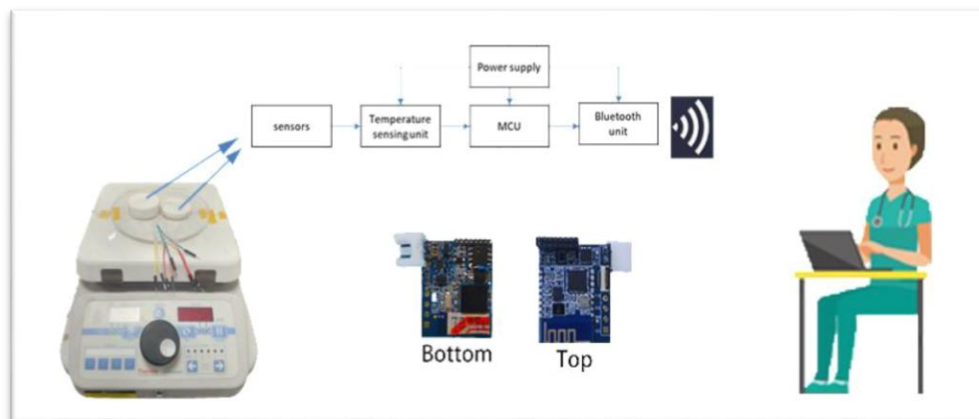 Power supply
sensors
Temperature
sensing unit
MCU
Bluetooth
unit
Bottom
Top